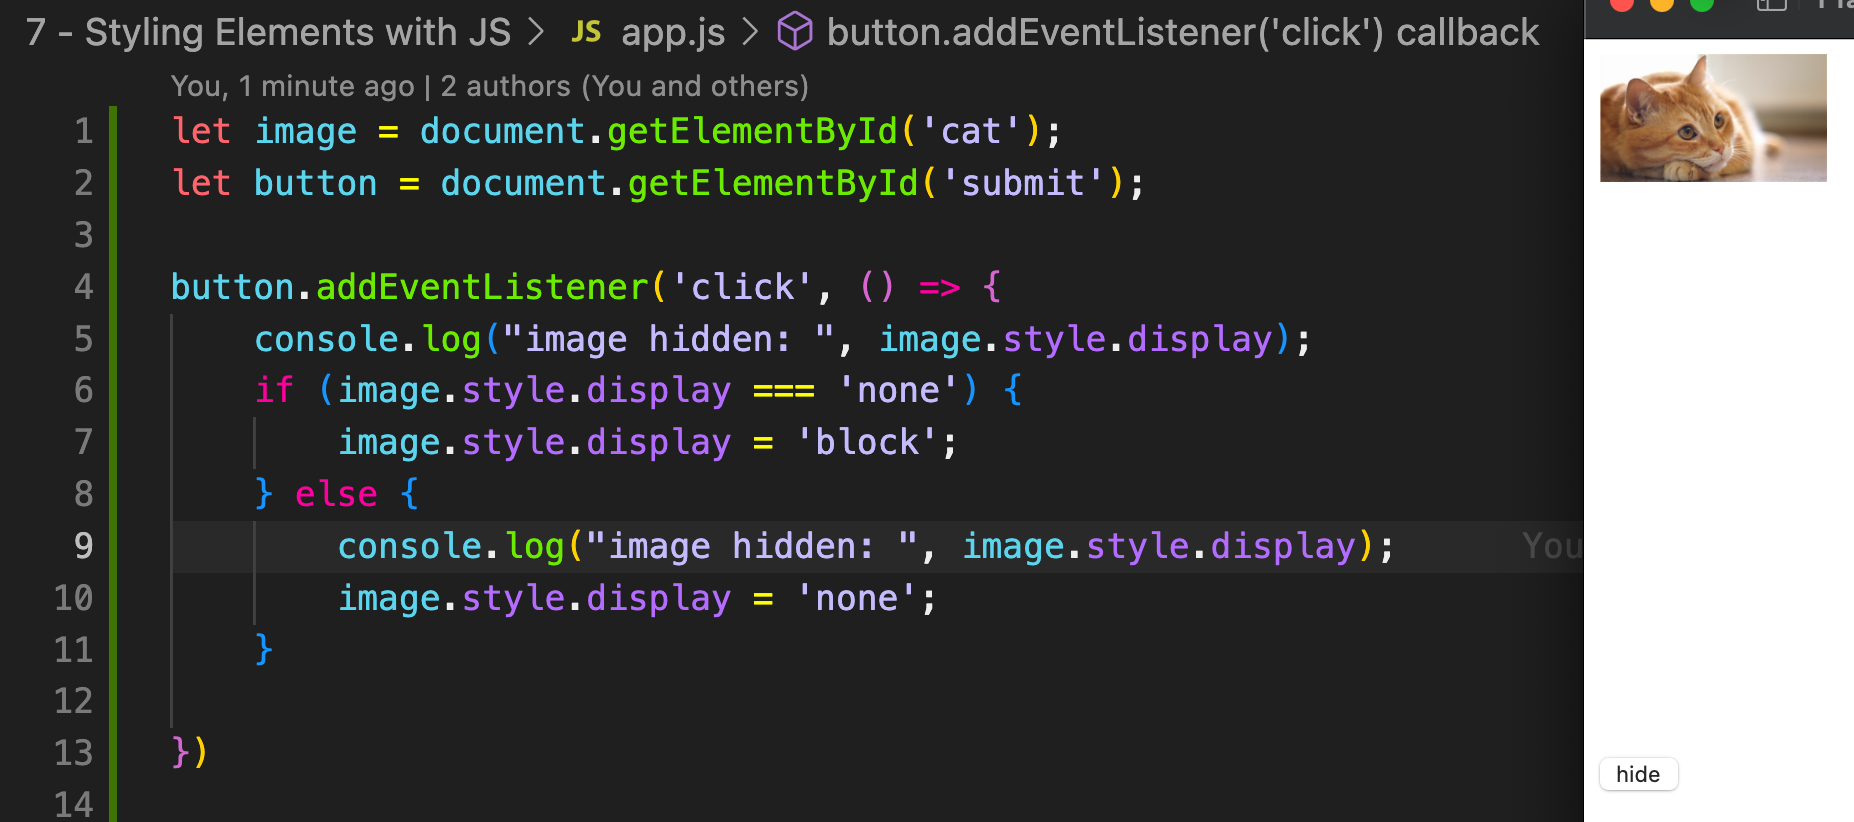 7 - Styling Elements with JS > JS app.js > button.addEventListener('click') callback
You, 1 minute ago | 2 authors (You and others)
1 let image = document.getElementById('cat');
2 let button = document.getElementById('submit');
3
4 button.addEventListener('click', () => {
5 console.log("image hidden: ", image.style.display);
6 if (image.style.display === 'none') {
7 image.style.display = 'block';
8 } else {
9 console.log("image hidden: ", image.style.display); You
10 image.style.display = 'none';
11 }
12
13 })
14
hide